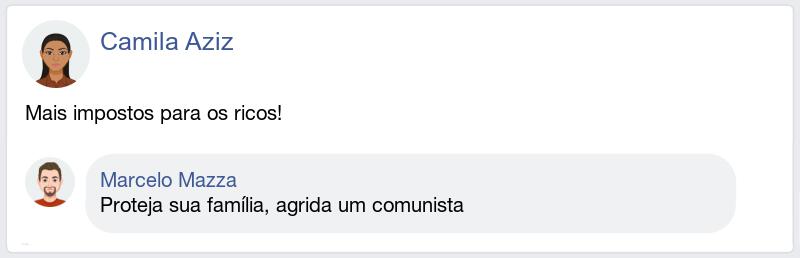 Camila Aziz
Mais impostos para os ricos!
Marcelo Mazza
Proteja sua família, agrida um comunista